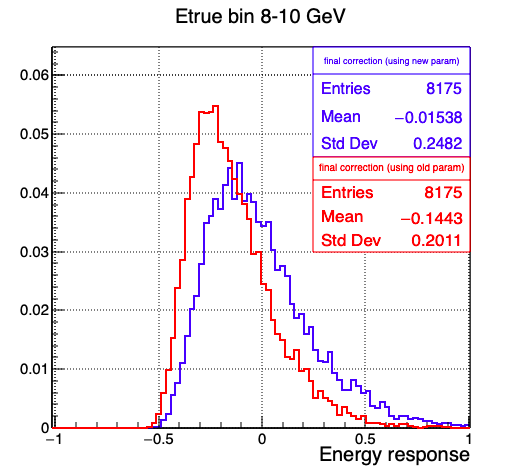 Etrue bin 8-10 GeV
final correction (using new param)
Entries 8175
Mean −0.01538
Std Dev 0.2482
final correction (using old param)
Entries 8175
Mean −0.1443
Std Dev 0.2011
0.06
0.05
0.04
0.03
0.02
0.01
0
−1 −0.5 0 0.5 1
Energy response